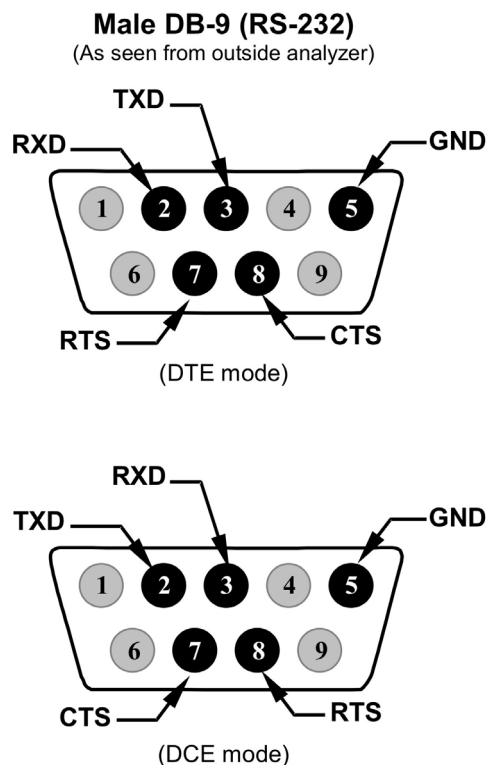 Male DB-9 (RS-232)
(As seen from outside analyzer)
TXD
RXD
GND
1 2 3 4 5
6 7 8 9
RTS
CTS
(DTE mode)
RXD
TXD
GND
1 2 3 4 5
6 7 8 9
CTS
RTS
(DCE mode)